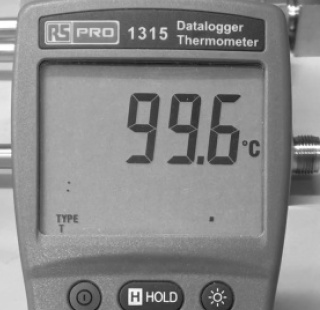 RS PRO 1315 Datalogger
Thermometer
99.6 °C
:
TYPE
T
H HOLD